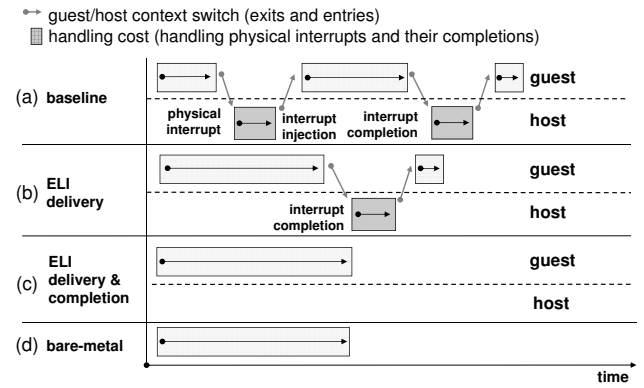 guest/host context switch (exits and entries)
handling cost (handling physical interrupts and their completions)
(a) baseline
guest
physical interrupt
interrupt injection
interrupt completion
host
(b) ELI delivery
guest
interrupt completion
host
(c) ELI delivery & completion
guest
host
(d) bare-metal
time